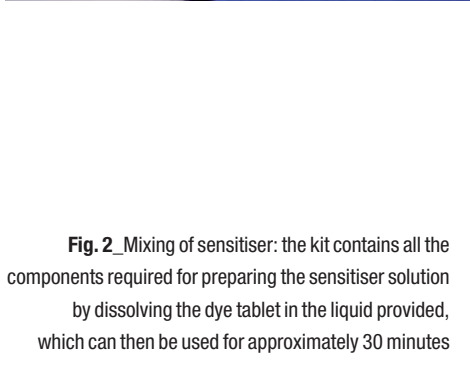 Fig. 2_Mixing of sensitiser: the kit contains all the
components required for preparing the sensitiser solution
by dissolving the dye tablet in the liquid provided,
which can then be used for approximately 30 minutes